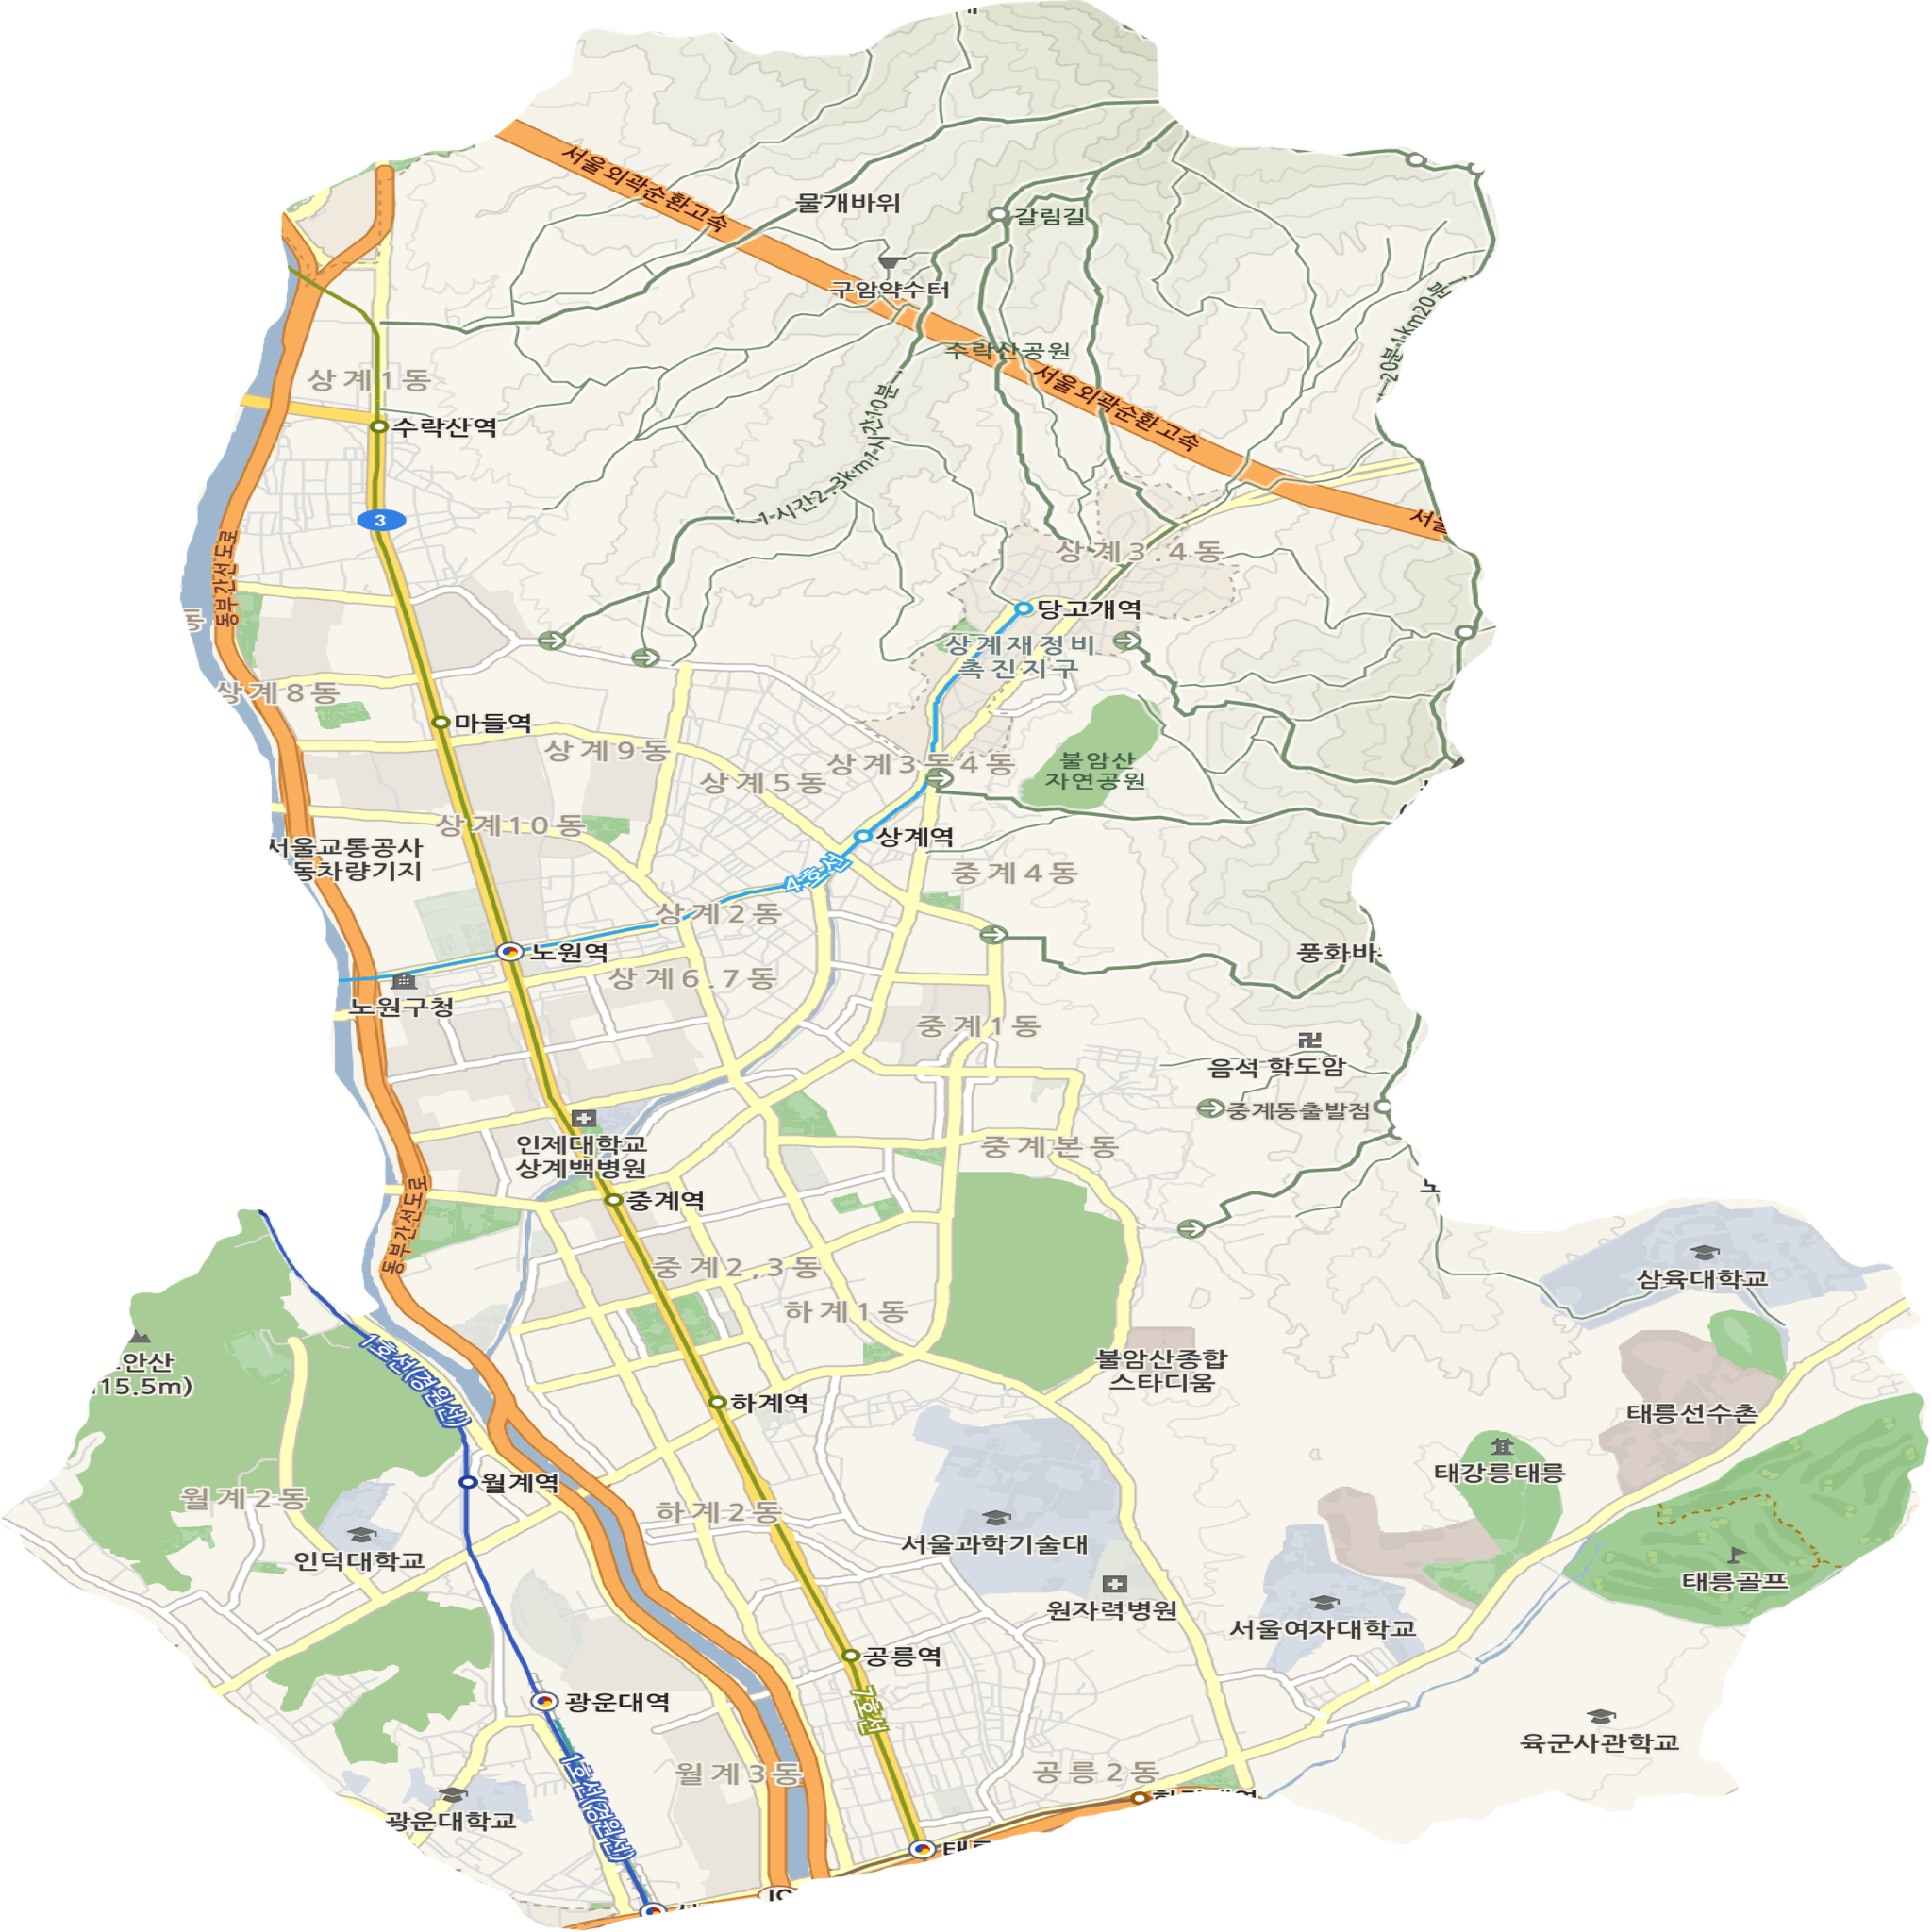 서울외곽순환고속
물개바위
갈림길
구암약수터
수락산공원
서울외곽순환고속
20분1km20분
상계1동
수락산역
1시간2.3km1시간10분
3
동부간선도로
상계3.4동
당고개역
상계재정비
촉진지구
상계8동
마들역
상계9동
상계5동
상계3동4동
불암산
자연공원
상계10동
상계역
서울교통공사
동차량기지
4호선
중계4동
상계2동
노원역
상계6.7동
풍화바
노원구청
중계1동
卍
음석 학도암
중계동출발점
인제대학교
상계백병원
중계본동
중계역
동부간선도로
중계2,3동
하계1동
삼육대학교
1호선(경원선)
안산
15.5m)
불암산종합
스타디움
하계역
태릉선수촌
월계역
태강릉태릉
월계2동
하계2동
인덕대학교
서울과학기술대
원자력병원
태릉골프
서울여자대학교
공릉역
7호선
광운대역
육군사관학교
월계3동
공릉2동
1호선(경원선)
광운대학교
IC